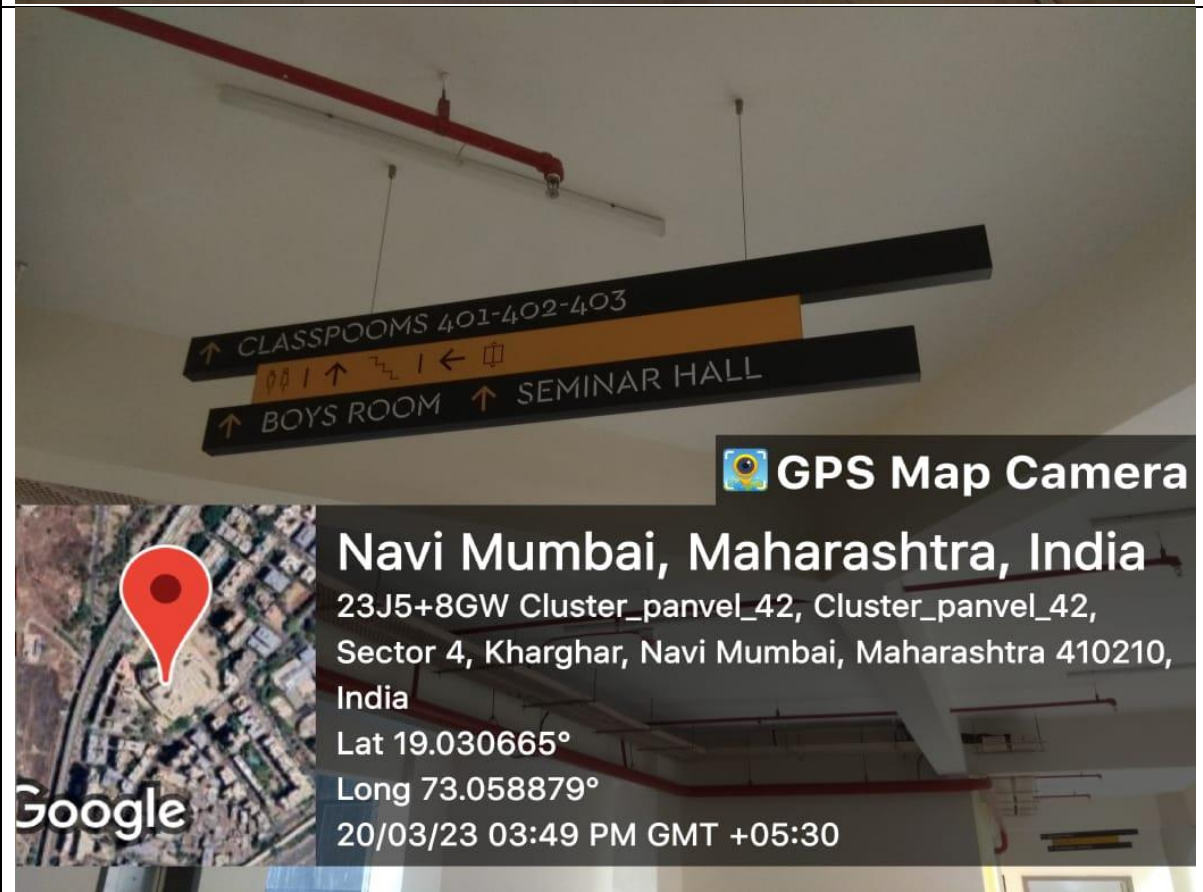 ↑ CLASSPOOMS 401-402-403
↑ BOYS ROOM ↑ SEMINAR HALL
GPS Map Camera
Navi Mumbai, Maharashtra, India
23J5+8GW Cluster_panvel_42, Cluster_panvel_42,
Sector 4, Kharghar, Navi Mumbai, Maharashtra 410210,
India
Lat 19.030665°
Long 73.058879°
20/03/23 03:49 PM GMT +05:30
Google